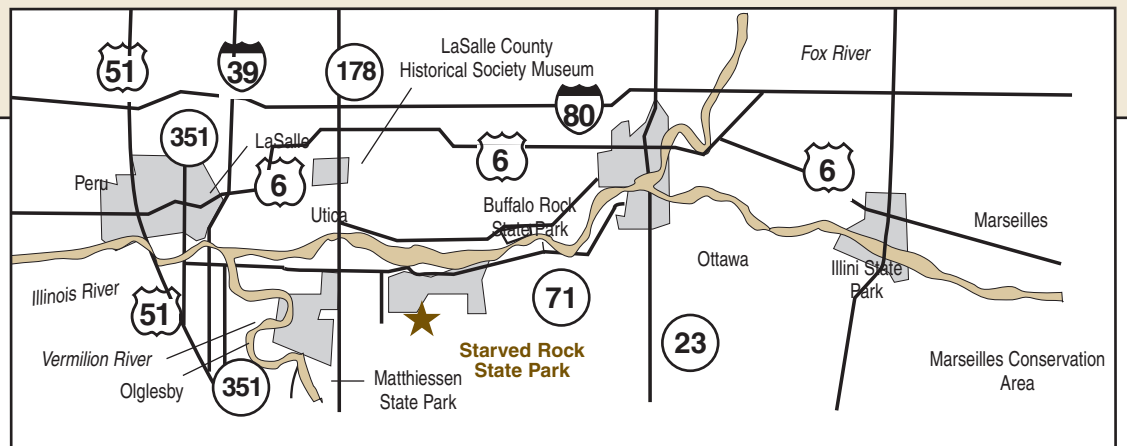 51
39
178
LaSalle County
Historical Society Museum
Fox River
80
351
LaSalle
6
6
6
Peru
Utica
Buffalo Rock
State Park
Marseilles
Ottawa
Illini State
Park
Illinois River
51
71
Vermilion River
Olglesby
351
Starved Rock
State Park
23
Matthiessen
State Park
Marseilles Conservation
Area